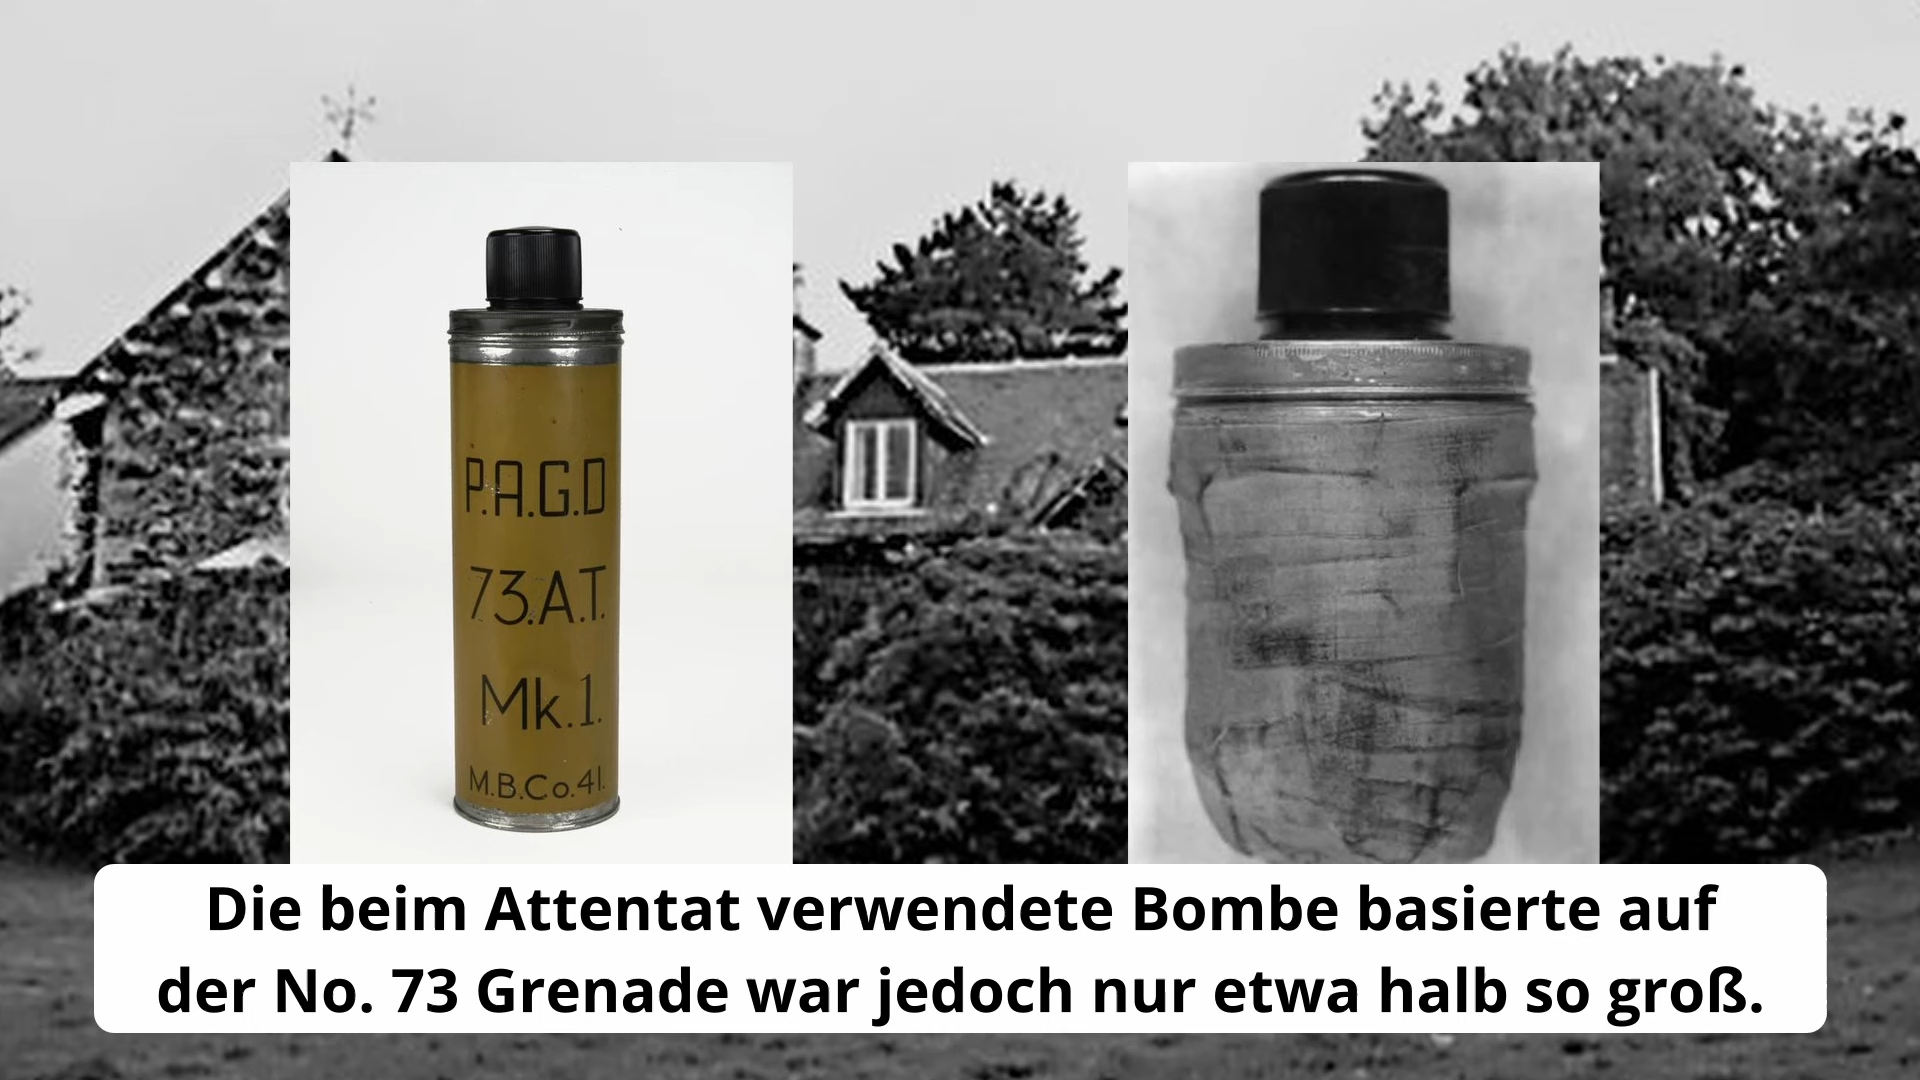 P.A.G.D
73.A.T.
Mk.1.
M.B.Co.41.
Die beim Attentat verwendete Bombe basierte auf
der No. 73 Grenade war jedoch nur etwa halb so groß.